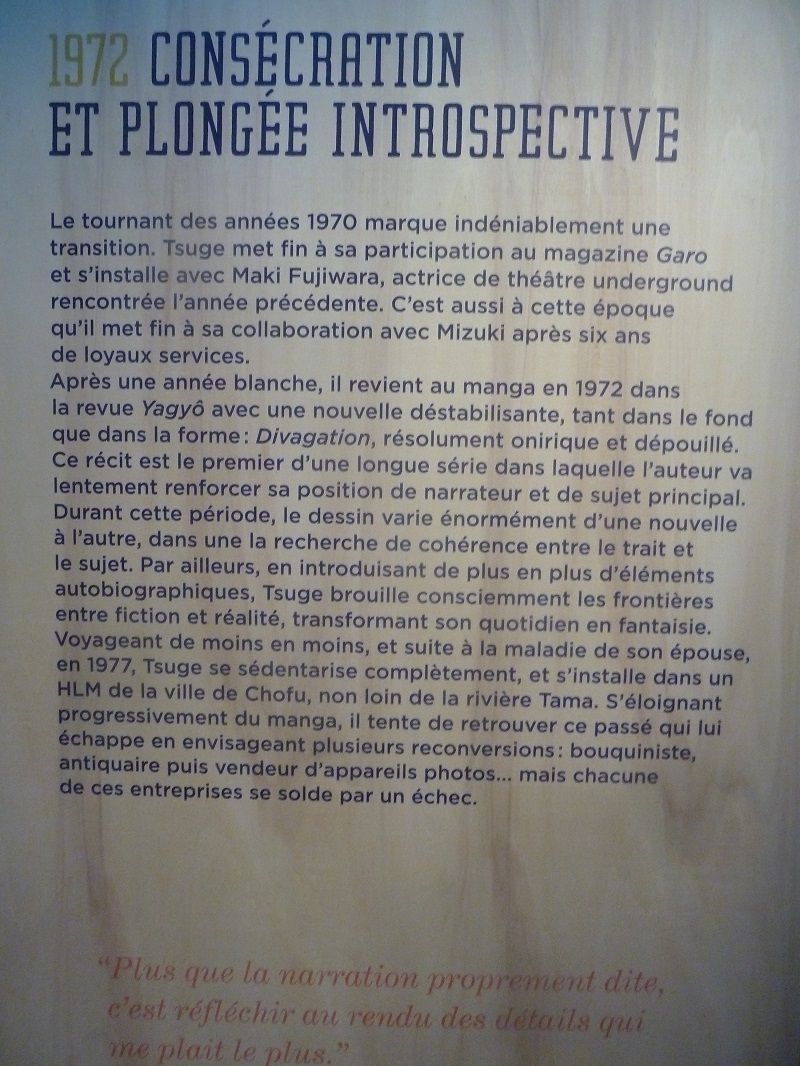 1972 CONSÉCRATION
ET PLONGÉE INTROSPECTIVE
Le tournant des années 1970 marque indéniablement une
transition. Tsuge met fin à sa participation au magazine Garo
et s'installe avec Maki Fujiwara, actrice de théâtre underground
rencontrée l'année précédente. C'est aussi à cette époque
qu'il met fin à sa collaboration avec Mizuki après six ans
de loyaux services.
Après une année blanche, il revient au manga en 1972 dans
la revue Yagyô avec une nouvelle déstabilisante, tant dans le fond
que dans la forme : Divagation, résolument onirique et dépouillé.
Ce récit est le premier d'une longue série dans laquelle l'auteur va
lentement renforcer sa position de narrateur et de sujet principal.
Durant cette période, le dessin varie énormément d'une nouvelle
à l'autre, dans une la recherche de cohérence entre le trait et
le sujet. Par ailleurs, en introduisant de plus en plus d'éléments
autobiographiques, Tsuge brouille consciemment les frontières
entre fiction et réalité, transformant son quotidien en fantaisie.
Voyageant de moins en moins, et suite à la maladie de son épouse,
en 1977, Tsuge se sédentarise complètement, et s'installe dans un
HLM de la ville de Chofu, non loin de la rivière Tama. S'éloignant
progressivement du manga, il tente de retrouver ce passé qui lui
échappe en envisageant plusieurs reconversions : bouquiniste,
antiquaire puis vendeur d'appareils photos... mais chacune
de ces entreprises se solde par un échec.
“Plus que la narration proprement dite,
c'est réfléchir au rendu des détails qui
me plait le plus.”